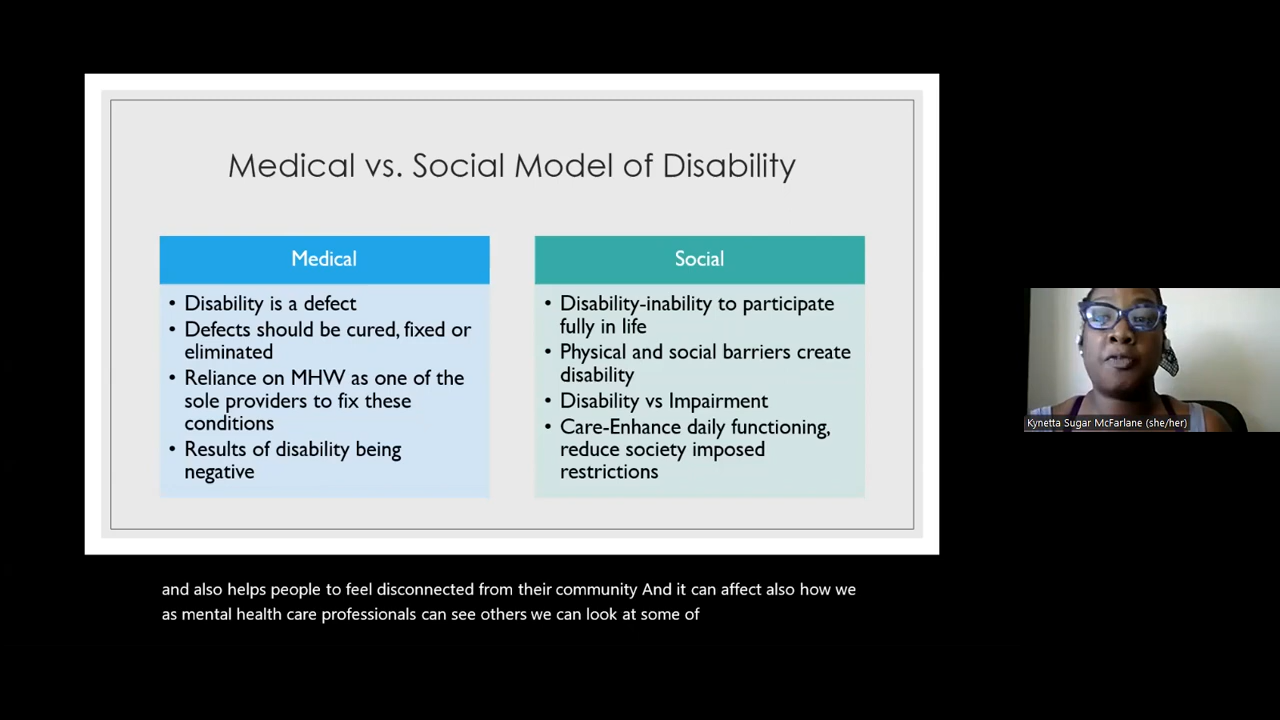 Medical vs. Social Model of Disability
Medical
• Disability is a defect
• Defects should be cured, fixed or
eliminated
• Reliance on MHW as one of the
sole providers to fix these
conditions
• Results of disability being
negative
Social
• Disability-inability to participate
fully in life
• Physical and social barriers create
disability
• Disability vs Impairment
• Care-Enhance daily functioning,
reduce society imposed
restrictions
Kynetta Sugar McFarlane (she/her)
and also helps people to feel disconnected from their community And it can affect also how we
as mental health care professionals can see others we can look at some of